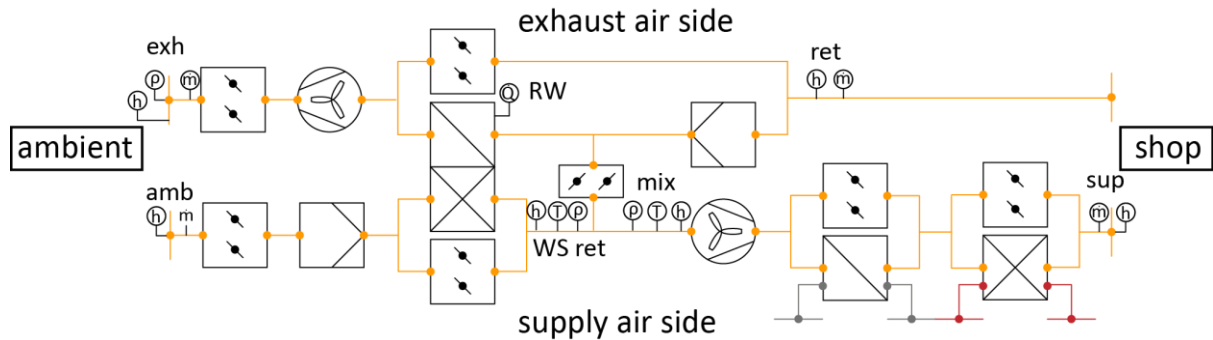 exhaust air side
exh
ret
ρ ṁ
h
h ṁ
Q RW
ambient
shop
amb
mix
sup
h ṁ
h T ρ
ρ T h
ṁ h
WS ret
supply air side